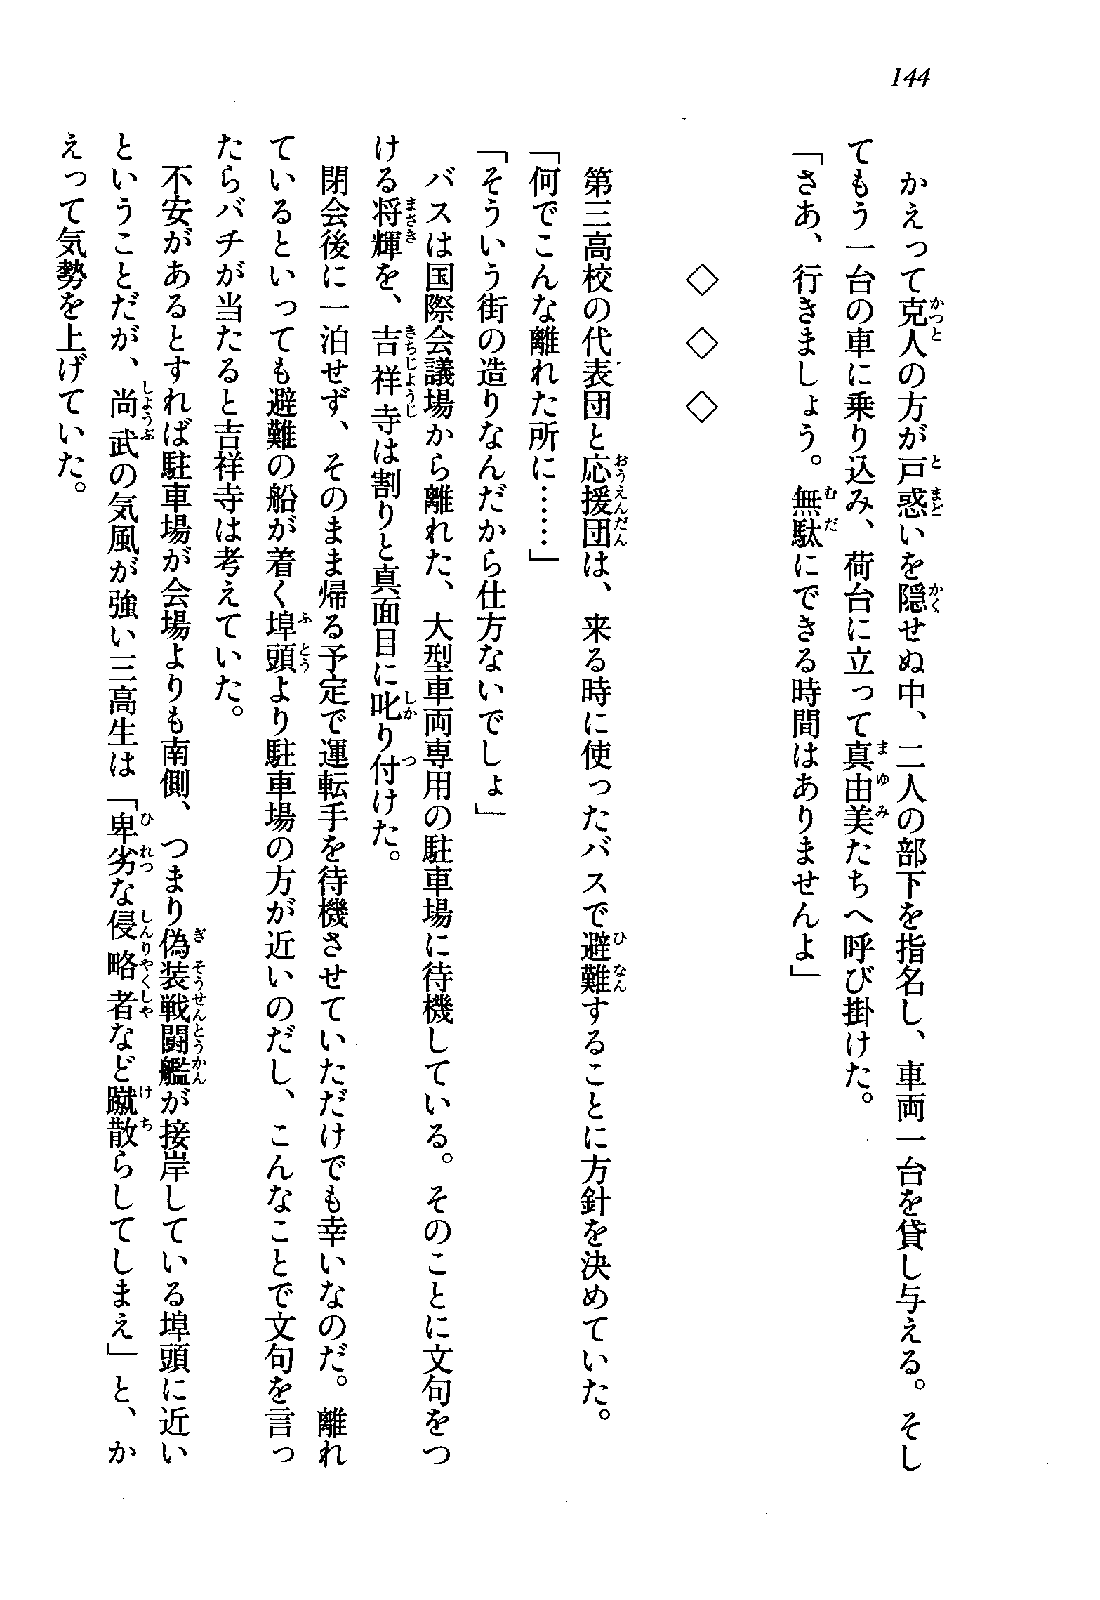 144
かえって克人の方が戸惑いを隠せぬ中、二人の部下を指名し、車両一台を貸し与える。そし
てもう一台の車に乗り込み、荷台に立って真由美たちへ呼び掛けた。
「さあ、行きましょう。無駄にできる時間はありませんよ」
◇ ◇ ◇
第三高校の代表団と応援団は、来る時に使ったバスで避難することに方針を決めていた。
「何でこんな離れた所に……」
「そういう街の造りなんだから仕方ないでしょ」
バスは国際会議場から離れた、大型車両専用の駐車場に待機している。そのことに文句をつ
ける将輝を、吉祥寺は割りと真面目に叱り付けた。
閉会後に一泊せず、そのまま帰る予定で運転手を待機させていただけでも幸いなのだ。離れ
ているといっても避難の船が着く埠頭より駐車場の方が近いのだし、こんなことで文句を言っ
たらバチが当たると吉祥寺は考えていた。
不安があるとすれば駐車場が会場よりも南側、つまり偽装戦闘艦が接岸している埠頭に近い
ということだが、尚武の気風が強い三高生は「卑劣な侵略者など蹴散らしてしまえ」と、か
えって気勢を上げていた。